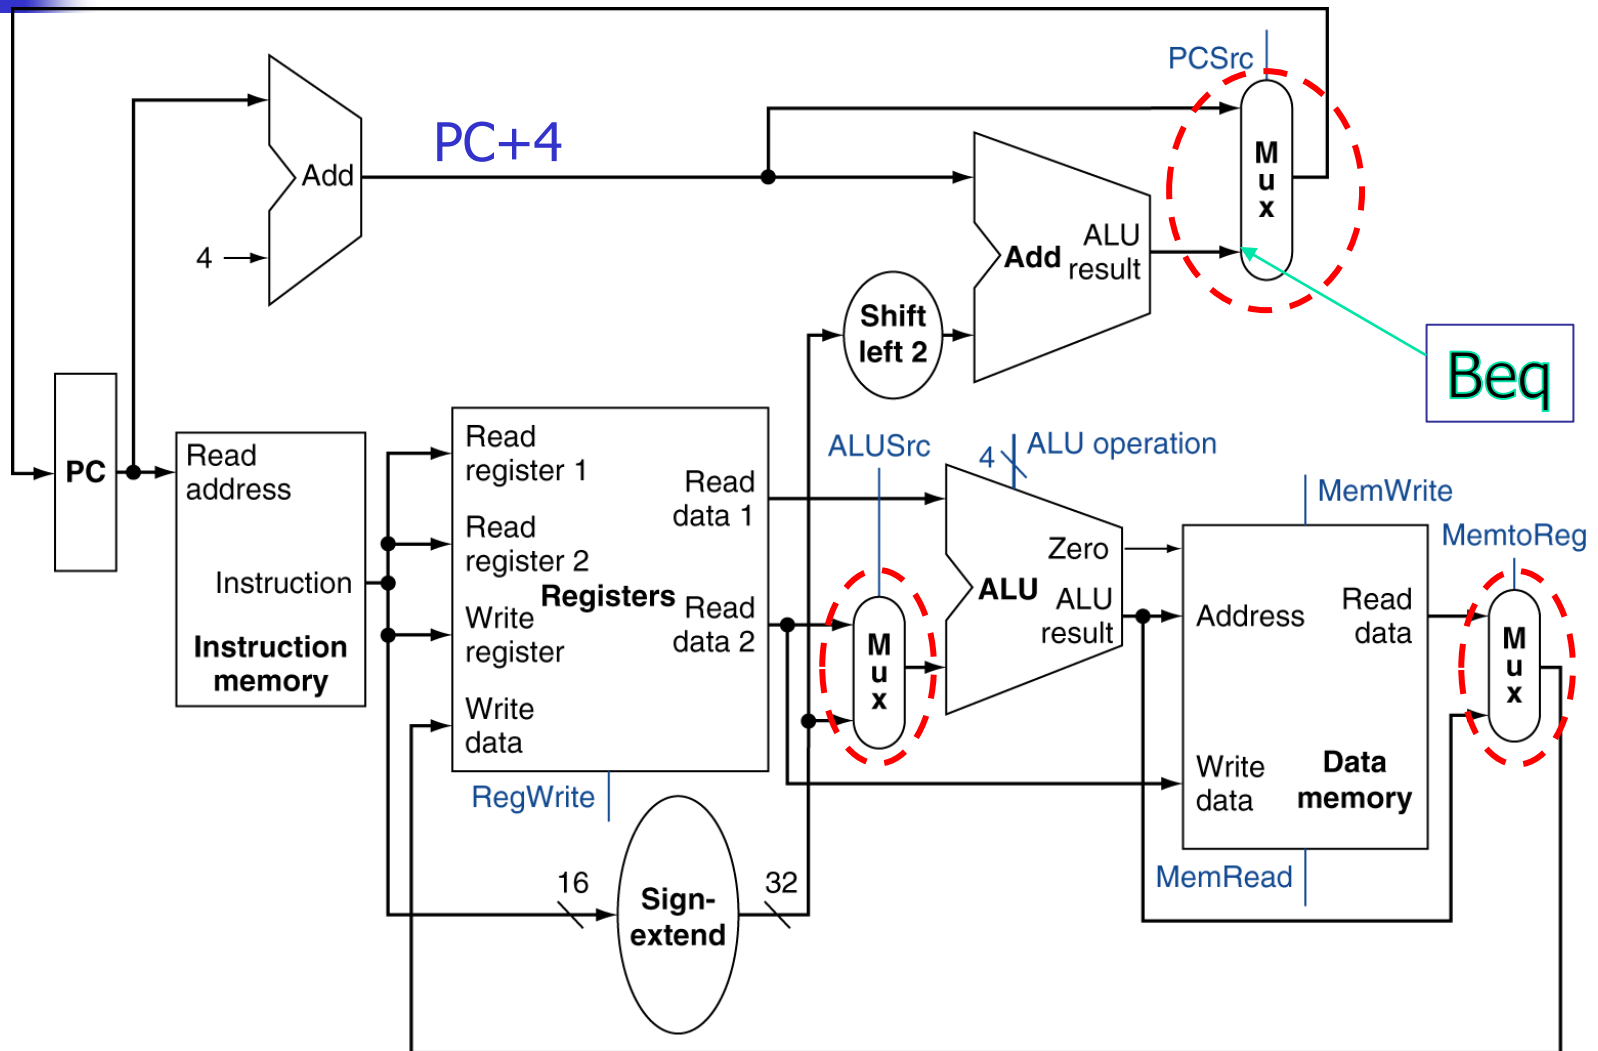 PCSrc
M
u
x
PC+4
Add
4
ALU
result
Add
Shift
left 2
Beq
PC
Read
address
Instruction
Instruction
memory
Read
register 1
Read
register 2
Write
register
Write
data
Registers
Read
data 1
Read
data 2
RegWrite
16
Sign-
extend
32
ALUSrc
M
u
x
4
ALU operation
Zero
ALU
ALU
result
MemWrite
Address
Read
data
Write
data
Data
memory
MemRead
MemtoReg
M
u
x